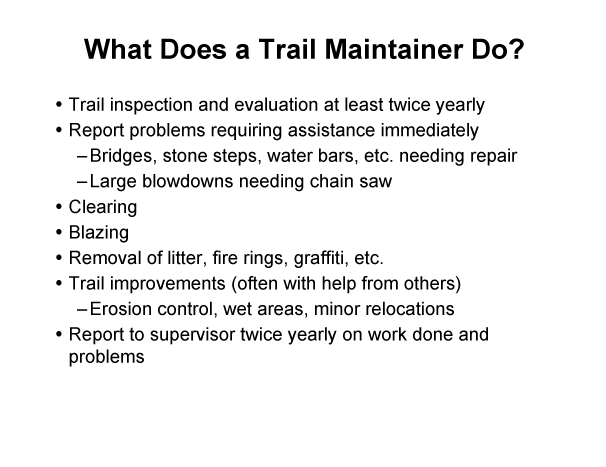 What Does a Trail Maintainer Do?
• Trail inspection and evaluation at least twice yearly
• Report problems requiring assistance immediately
–Bridges, stone steps, water bars, etc. needing repair
–Large blowdowns needing chain saw
• Clearing
• Blazing
• Removal of litter, fire rings, graffiti, etc.
• Trail improvements (often with help from others)
–Erosion control, wet areas, minor relocations
• Report to supervisor twice yearly on work done and
problems